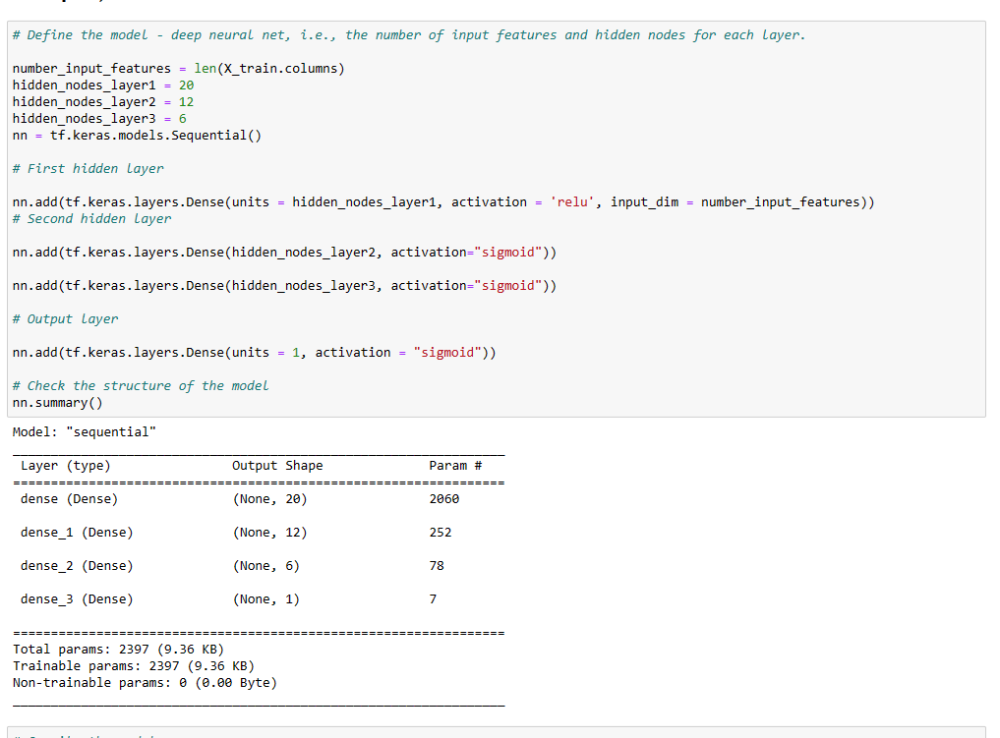 # Define the model - deep neural net, i.e., the number of input features and hidden nodes for each layer.
number_input_features = len(X_train.columns)
hidden_nodes_layer1 = 20
hidden_nodes_layer2 = 12
hidden_nodes_layer3 = 6
nn = tf.keras.models.Sequential()
# First hidden layer
nn.add(tf.keras.layers.Dense(units = hidden_nodes_layer1, activation = 'relu', input_dim = number_input_features))
# Second hidden layer
nn.add(tf.keras.layers.Dense(hidden_nodes_layer2, activation="sigmoid"))
nn.add(tf.keras.layers.Dense(hidden_nodes_layer3, activation="sigmoid"))
# Output layer
nn.add(tf.keras.layers.Dense(units = 1, activation = "sigmoid"))
# Check the structure of the model
nn.summary()
Model: "sequential"
Layer (type) Output Shape Param #
=================================================================
dense (Dense) (None, 20) 2060
dense_1 (Dense) (None, 12) 252
dense_2 (Dense) (None, 6) 78
dense_3 (Dense) (None, 1) 7
=================================================================
Total params: 2397 (9.36 KB)
Trainable params: 2397 (9.36 KB)
Non-trainable params: 0 (0.00 Byte)